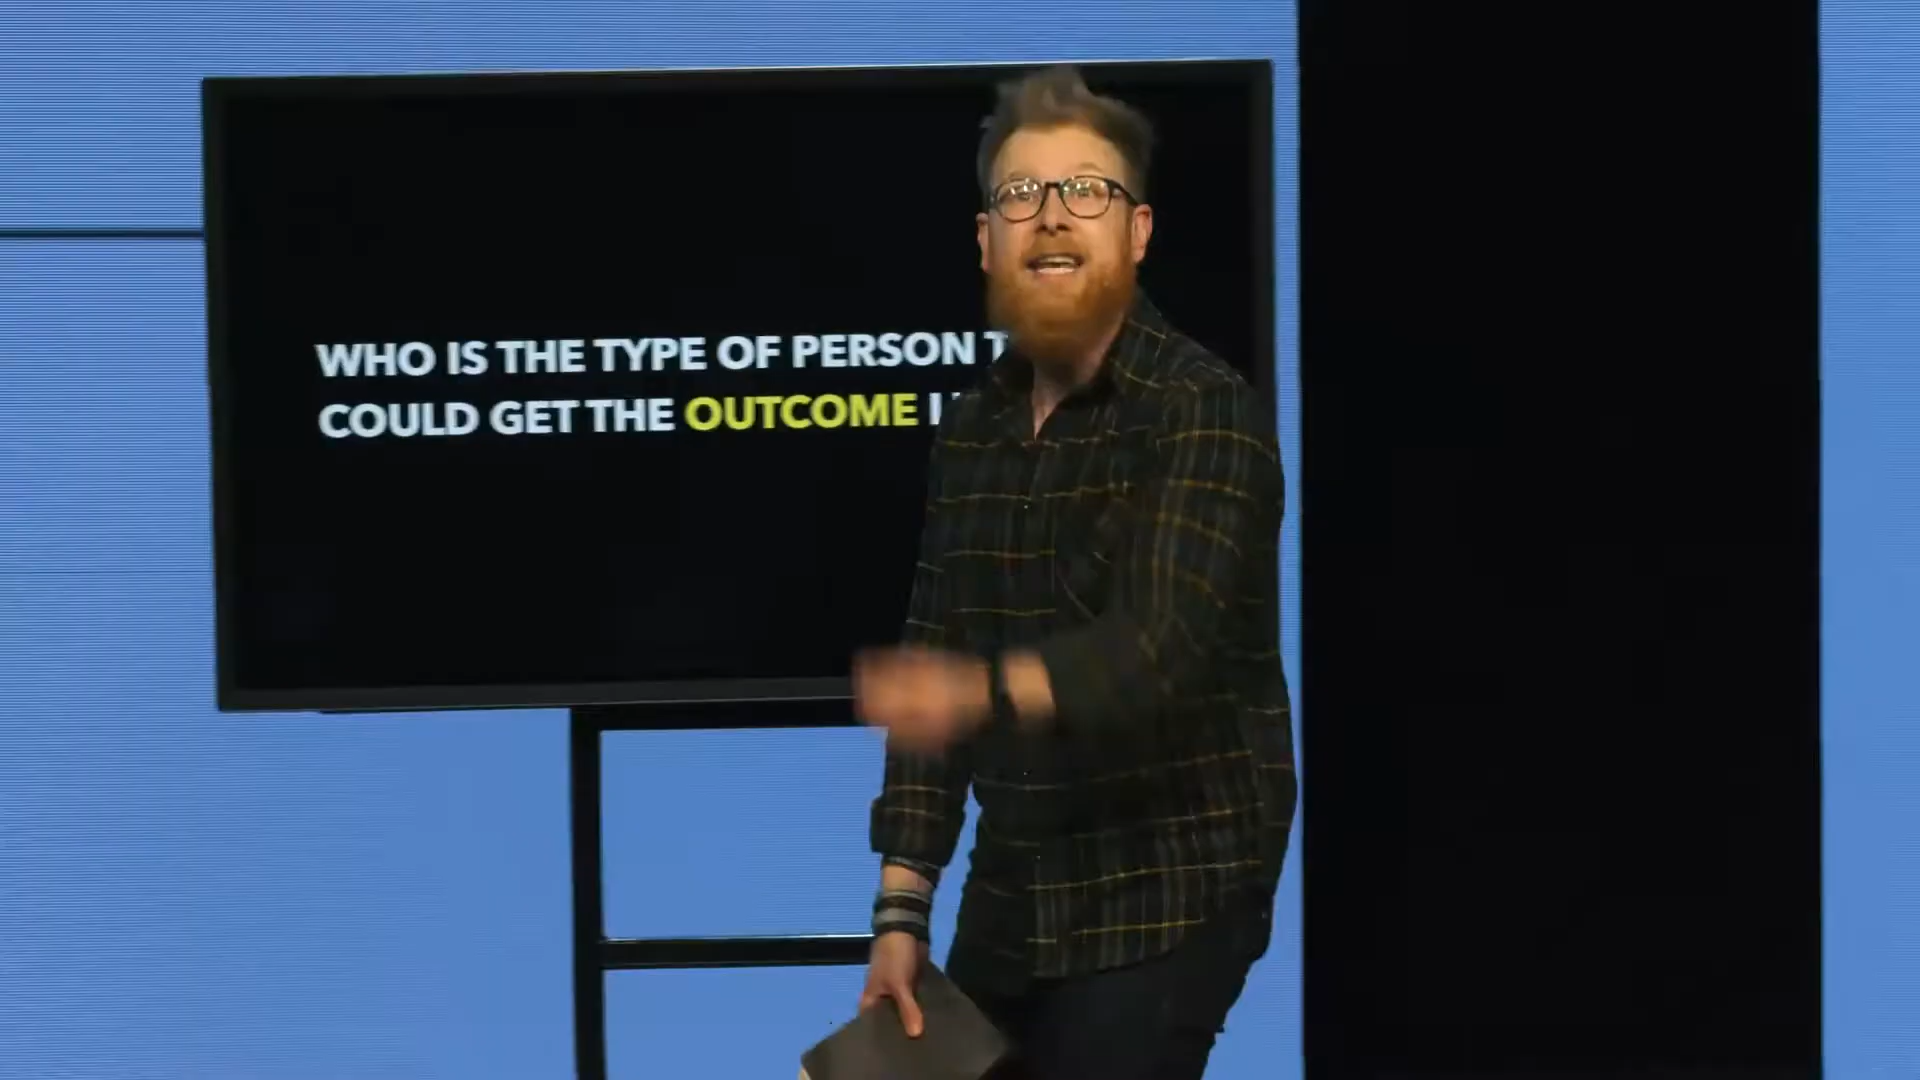 WHO IS THE TYPE OF PERSON
COULD GET THE OUTCOME I